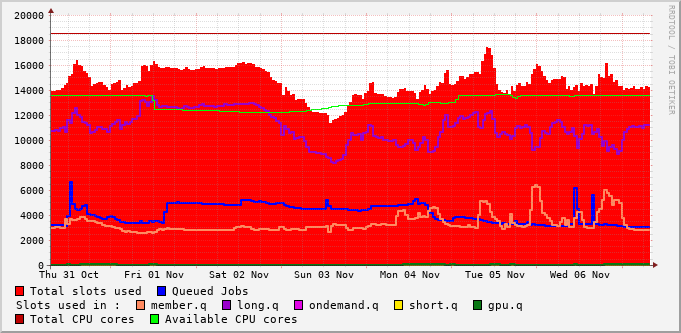 20000
18000
16000
14000
12000
10000
8000
6000
4000
2000
0
Thu 31 Oct Fri 01 Nov Sat 02 Nov Sun 03 Nov Mon 04 Nov Tue 05 Nov Wed 06 Nov
RRDTOOL / TOBI OETIKER
Total slots used Queued Jobs
Slots used in : member.q long.q ondemand.q short.q gpu.q
Total CPU cores Available CPU cores